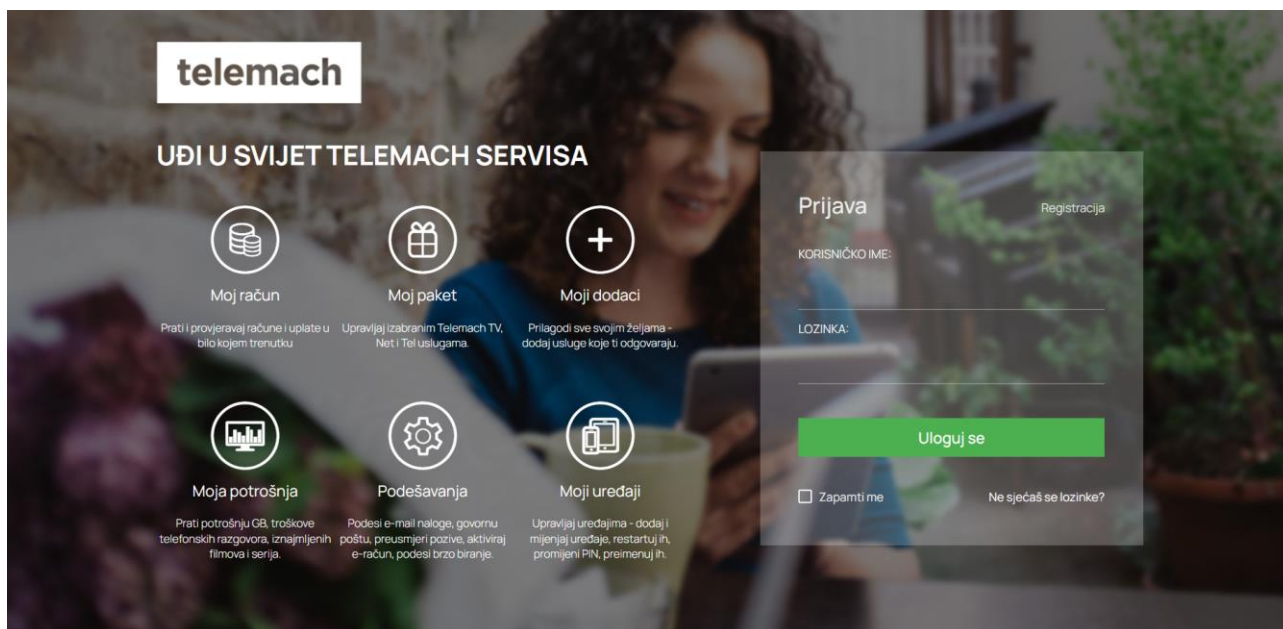 telemach
UĐI U SVIJET TELEMACH SERVISA
Moj račun
Prati i provjeravaj račune i uplate u
bilo kojem trenutku
Moj paket
Upravljaj izabranim Telemach TV,
Net i Tel uslugama.
Moji dodaci
Prilagodi sve svojim željama -
dodaj usluge koje ti odgovaraju.
Moja potrošnja
Prati potrošnju GB, troškove
telefonskih razgovora, iznajmljenih
filmova i serija.
Podešavanja
Podesi e-mail naloge, govornu
poštu, preusmjeri pozive, aktiviraj
e-račun, podesi brzo biranje.
Moji uređaji
Upravljaj uređajima - dodaj i
mijenjaj uređaje, restartuj ih,
promijeni PIN, preimenuj ih.
Prijava
Registracija
KORISNIČKO IME:
LOZINKA:
Uloguj se
Zapamti me
Ne sjećaš se lozinke?